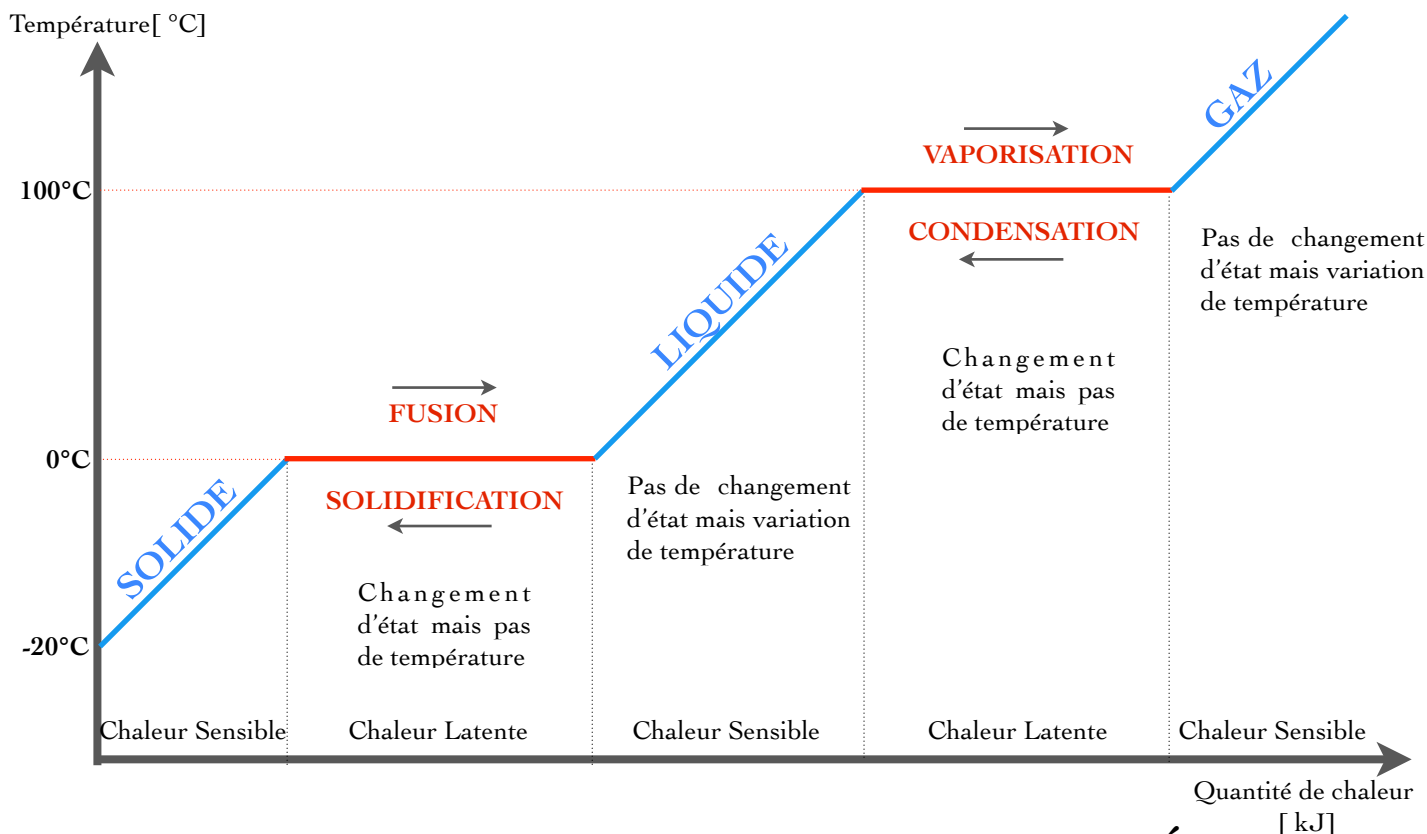 Température[ °C]
GAZ
VAPORISATION
100°C
CONDENSATION
Pas de changement
d'état mais variation
de température
LIQUIDE
Changement
d'état mais pas
de température
FUSION
0°C
SOLIDE
SOLIDIFICATION
Pas de changement
d'état mais variation
de température
Changement
d'état mais pas
de température
-20°C
Chaleur Sensible
Chaleur Latente
Chaleur Sensible
Chaleur Latente
Chaleur Sensible
Quantité de chaleur
[ kJ]